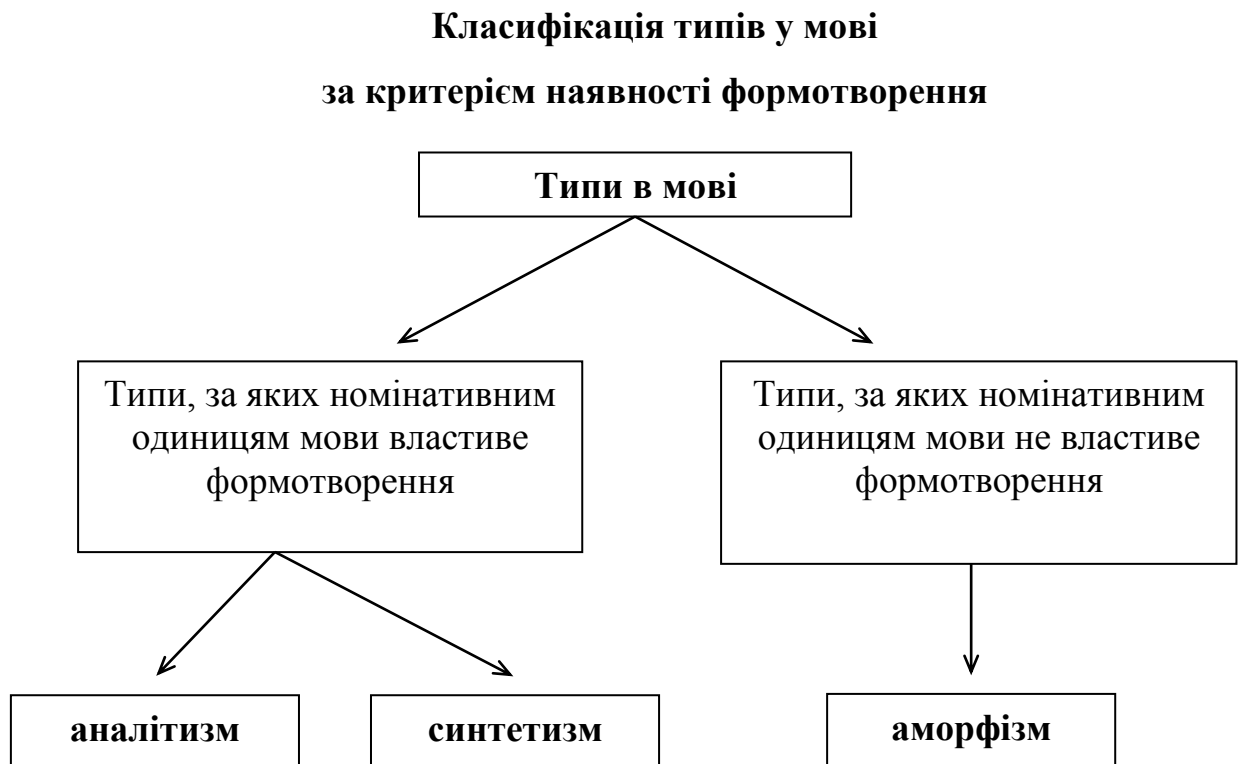 Класифікація типів у мові
за критерієм наявності формотворення
Типи в мові
Типи, за яких номінативним
одиницям мови властиве
формотворення
Типи, за яких номінативним
одиницям мови не властиве
формотворення
аналітизм
синтетизм
аморфізм